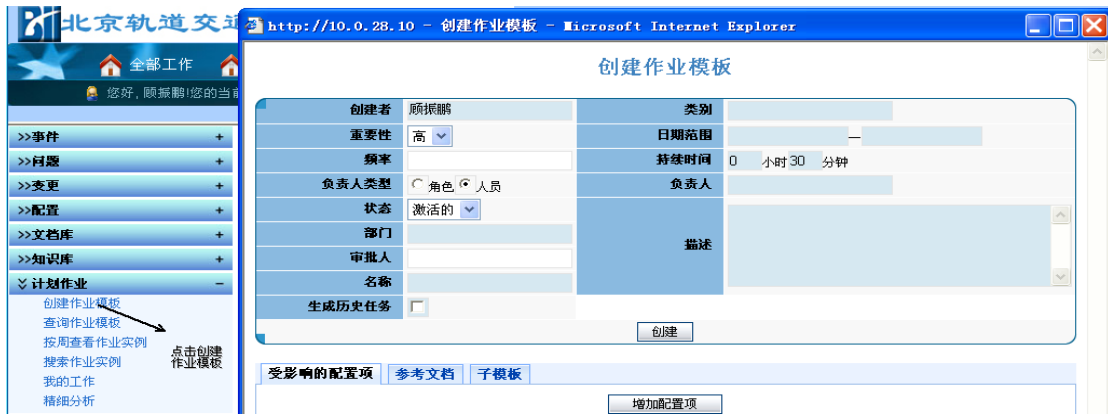 北京轨道交通
http://10.0.28.10 - 创建作业模板 - Microsoft Internet Explorer
全部工作
您好,顾振鹏!您的当前
>>事件 +
>>问题 +
>>变更 +
>>配置 +
>>文档库 +
>>知识库 +
计划作业 -
创建作业模板
查询作业模板
按周查看作业实例
搜索作业实例
我的工作
精细分析
点击创建
作业模板
创建作业模板
创建者 顾振鹏 类别
重要性 高 日期范围 —
频率 持续时间 0 小时 30 分钟
负责人类型 角色 人员 负责人
状态 激活的
部门 描述
审批人
名称
生成历史任务
创建
受影响的配置项 参考文档 子模板
增加配置项